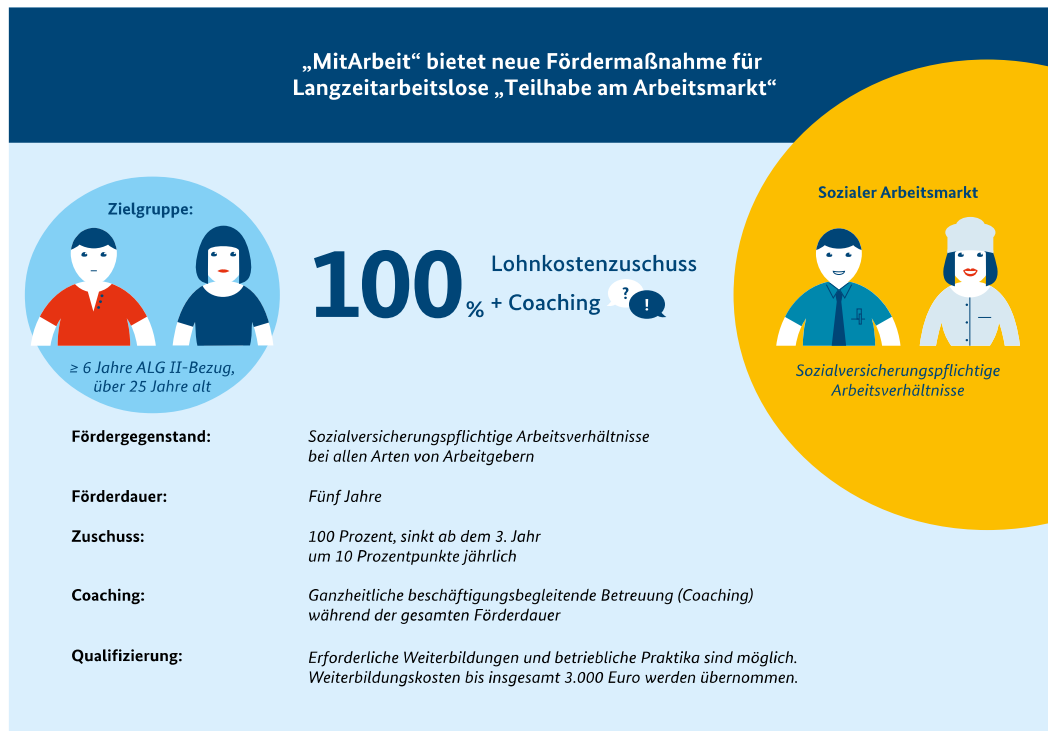 „MitArbeit“ bietet neue Fördermaßnahme für
Langzeitarbeitslose „Teilhabe am Arbeitsmarkt“
Zielgruppe:
≥ 6 Jahre ALG II-Bezug,
über 25 Jahre alt
100 % Lohnkostenzuschuss
+ Coaching ? !
Sozialer Arbeitsmarkt
Sozialversicherungspflichtige
Arbeitsverhältnisse
Fördergegenstand: Sozialversicherungspflichtige Arbeitsverhältnisse
bei allen Arten von Arbeitgebern
Förderdauer: Fünf Jahre
Zuschuss: 100 Prozent, sinkt ab dem 3. Jahr
um 10 Prozentpunkte jährlich
Coaching: Ganzheitliche beschäftigungsbegleitende Betreuung (Coaching)
während der gesamten Förderdauer
Qualifizierung: Erforderliche Weiterbildungen und betriebliche Praktika sind möglich.
Weiterbildungskosten bis insgesamt 3.000 Euro werden übernommen.